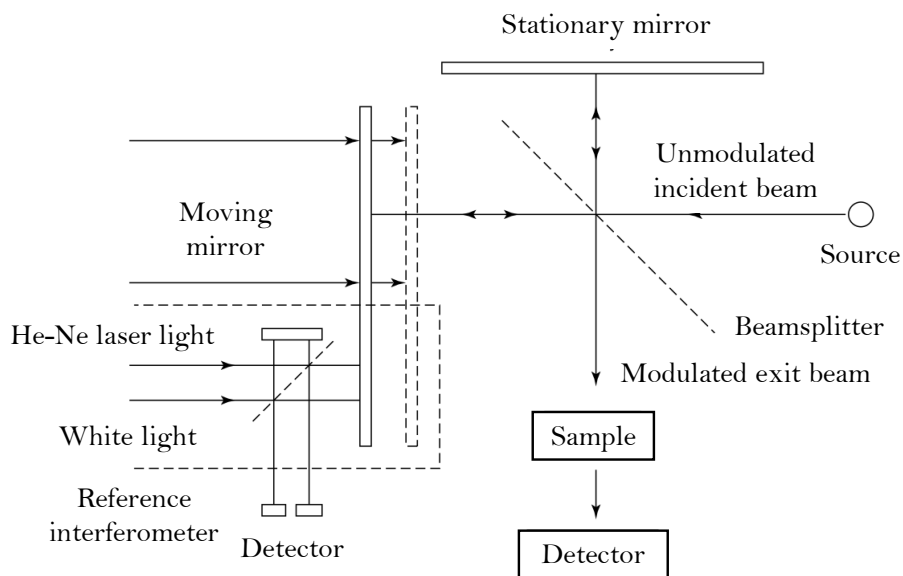 Stationary mirror
Unmodulated
incident beam
Moving
mirror
Source
He-Ne laser light
Beamsplitter
Modulated exit beam
White light
Sample
Reference
interferometer
Detector
Detector